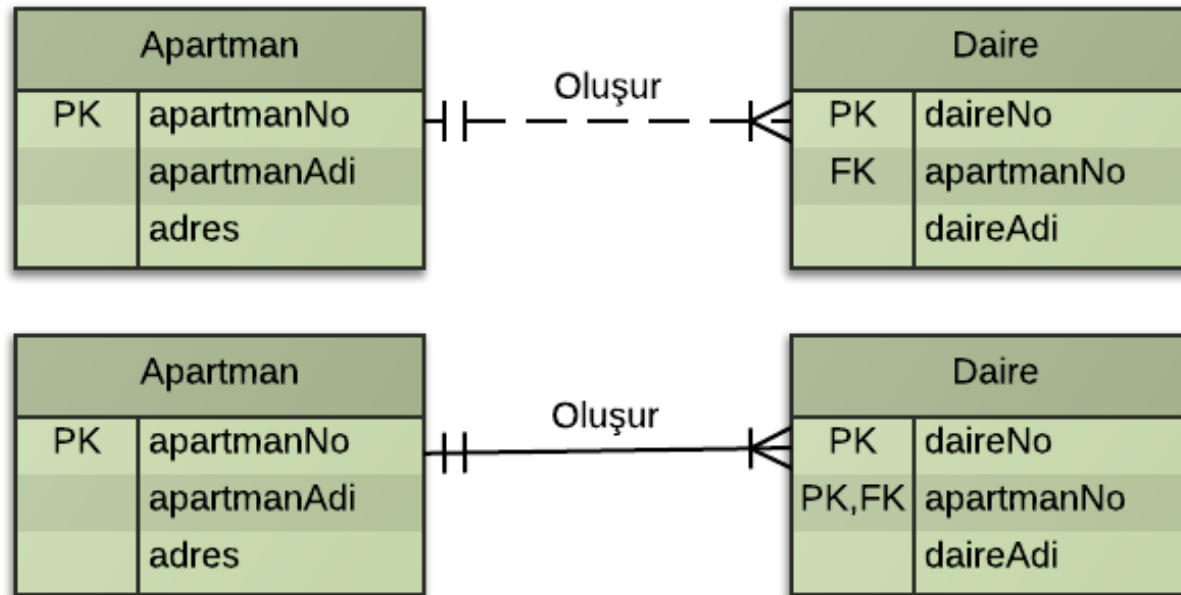 Apartman
PK apartmanNo
apartmanAdi
adres
Oluşur
Daire
PK daireNo
FK apartmanNo
daireAdi
Apartman
PK apartmanNo
apartmanAdi
adres
Oluşur
Daire
PK daireNo
PK,FK apartmanNo
daireAdi